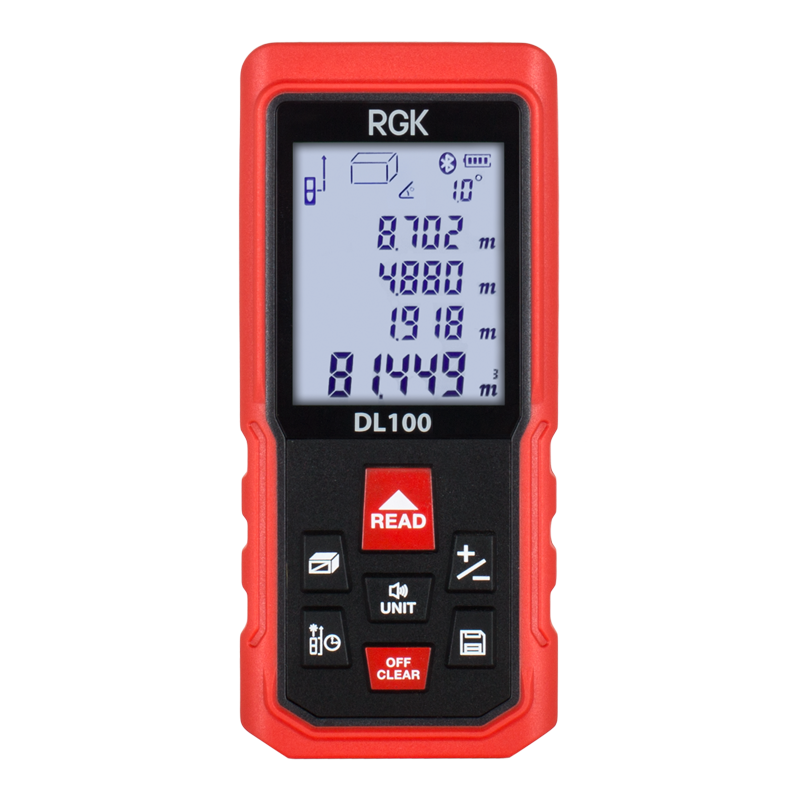 RGK
1.0°
8.702 m
4.880 m
1.918 m
81.449 m³
DL100
READ
+/−
UNIT
OFF
CLEAR